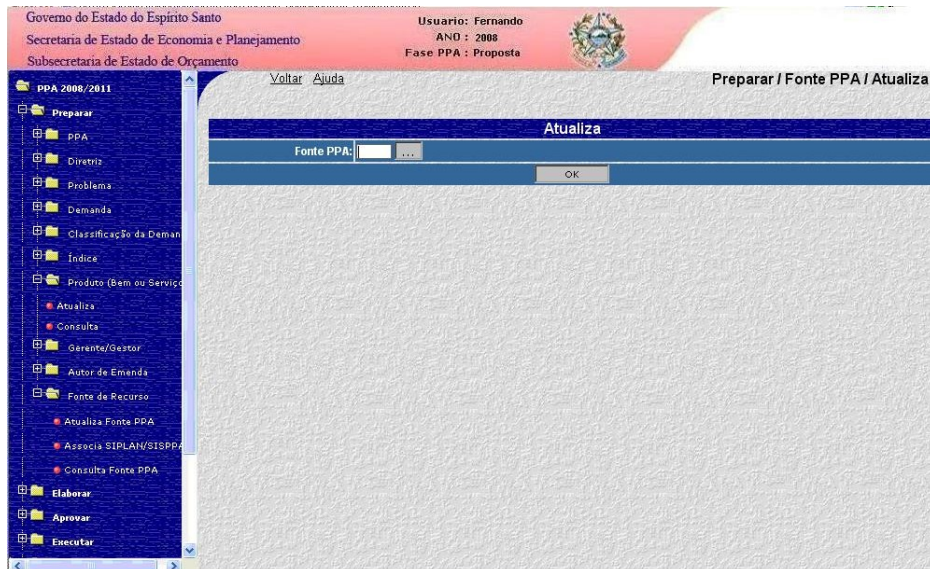 Governo do Estado do Espírito Santo
Secretaria de Estado de Economia e Planejamento
Subsecretaria de Estado de Orçamento
Usuario: Fernando
ANO : 2008
Fase PPA : Proposta
Voltar Ajuda
Preparar / Fonte PPA / Atualiza
PPA 2008/2011
Preparar
PPA
Diretriz
Problema
Demanda
Classificação da Deman
Índice
Produto (Bem ou Serviço
Atualiza
Consulta
Gerente/Gestor
Autor de Emenda
Fonte de Recurso
Atualiza Fonte PPA
Associa SIPLAN/SISPPA
Consulta Fonte PPA
Elaborar
Aprovar
Executar
Atualiza
Fonte PPA: ...
OK